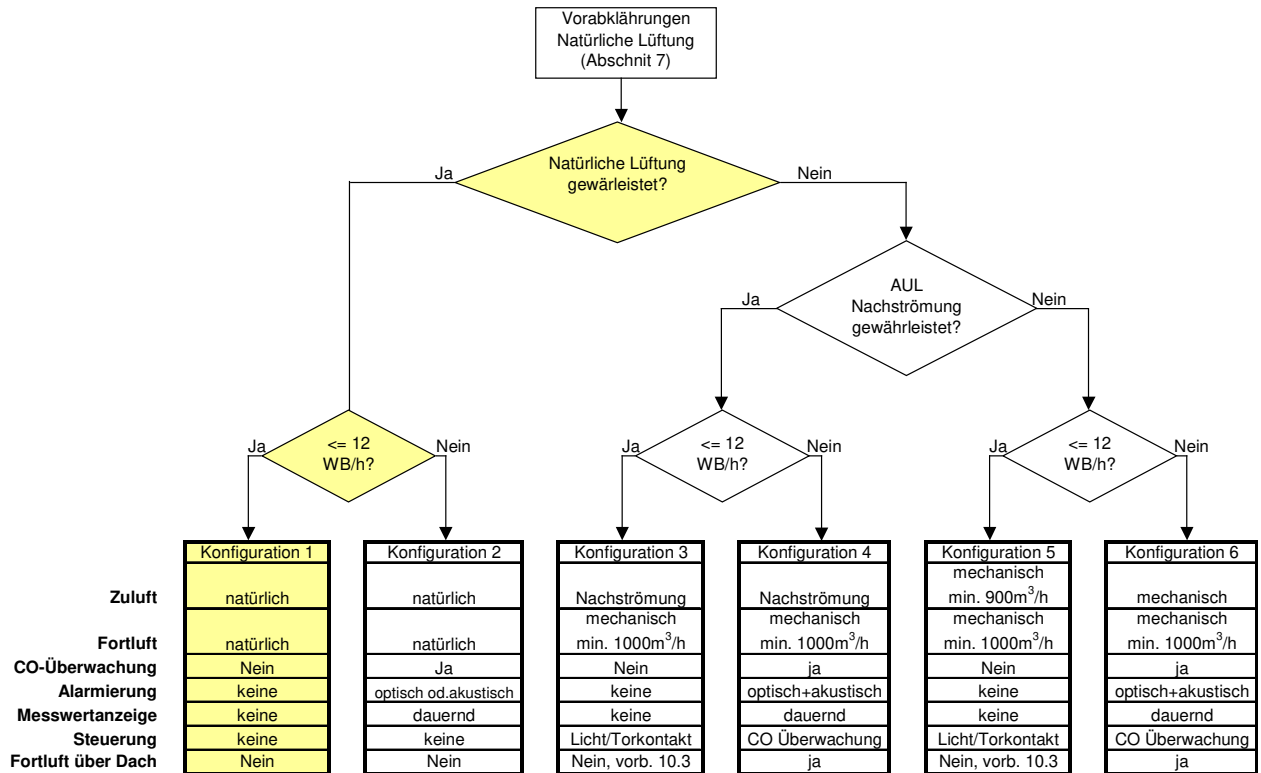 Vorabklährungen
Natürliche Lüftung
(Abschnitt 7)
Natürliche Lüftung
gewärleistet?
Ja
Nein
AUL
Nachströmung
gewährleistet?
Ja
Nein
<= 12
WB/h?
Ja
Nein
<= 12
WB/h?
Ja
Nein
<= 12
WB/h?
Ja
Nein
Konfiguration 1 Konfiguration 2 Konfiguration 3 Konfiguration 4 Konfiguration 5 Konfiguration 6
mechanisch
Zuluft natürlich natürlich Nachströmung Nachströmung min. 900m³/h mechanisch
mechanisch mechanisch mechanisch mechanisch
Fortluft natürlich natürlich min. 1000m³/h min. 1000m³/h min. 1000m³/h min. 1000m³/h
CO-Überwachung Nein Ja Nein ja Nein ja
Alarmierung keine optisch od.akustisch keine optisch+akustisch keine optisch+akustisch
Messwertanzeige keine dauernd keine dauernd keine dauernd
Steuerung keine keine Licht/Torkontakt CO Überwachung Licht/Torkontakt CO Überwachung
Fortluft über Dach Nein Nein Nein, vorb. 10.3 ja Nein, vorb. 10.3 ja